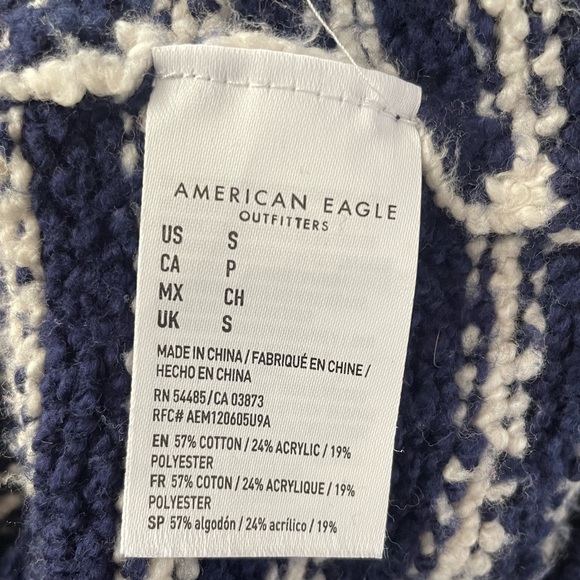 AMERICAN EAGLE
OUTFITTERS
US S
CA P
MX CH
UK S
MADE IN CHINA / FABRIQUÉ EN CHINE /
HECHO EN CHINA
RN 54485 / CA 03873
RFC# AEM120605U9A
EN 57% COTTON / 24% ACRYLIC / 19%
POLYESTER
FR 57% COTON / 24% ACRYLIQUE / 19%
POLYESTER
SP 57% algodón / 24% acrílico / 19%